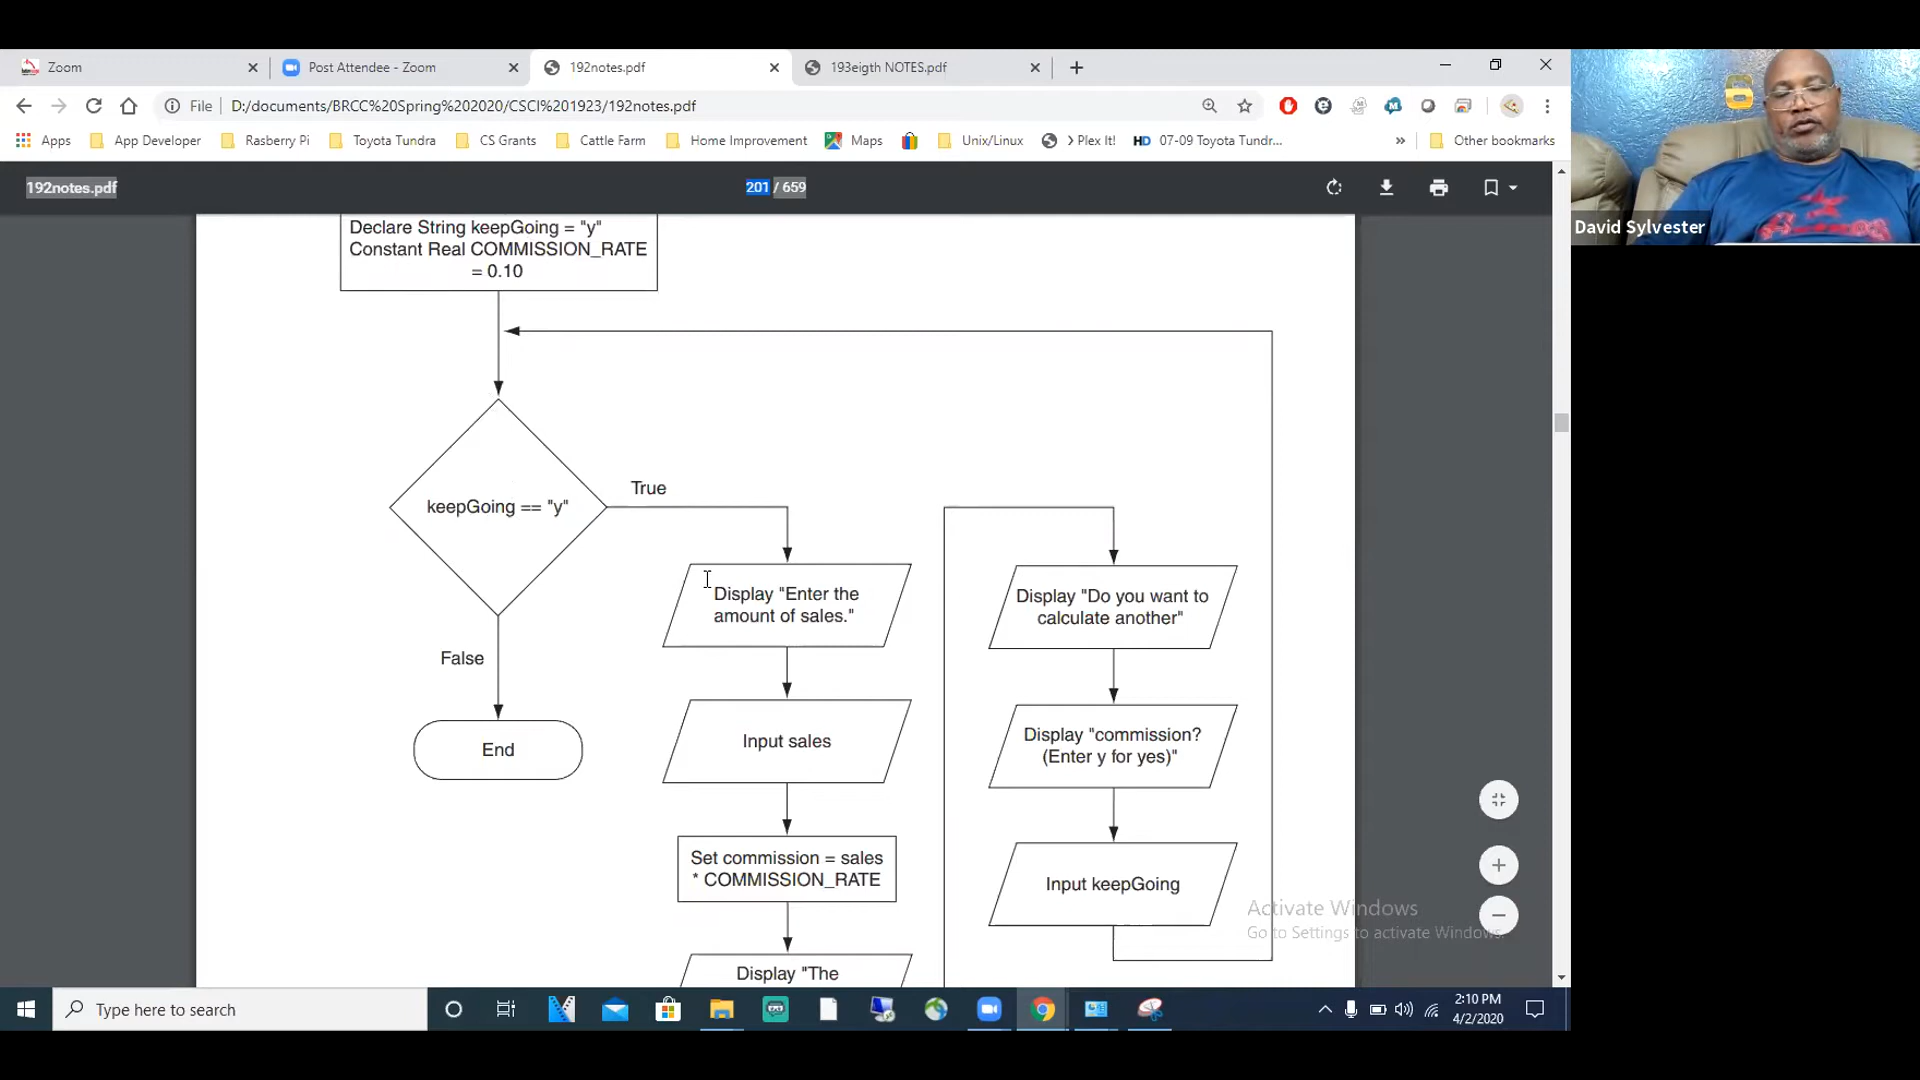 Zoom
Post Attendee - Zoom
192notes.pdf
193eigth NOTES.pdf
File
D:/documents/BRCC%20Spring%202020/CSCI%201923/192notes.pdf
Apps
App Developer
Rasberry Pi
Toyota Tundra
CS Grants
Cattle Farm
Home Improvement
Maps
Unix/Linux
Plex It!
HD 07-09 Toyota Tundr...
»
Other bookmarks
David Sylvester
192notes.pdf
201 / 659
Declare String keepGoing = "y"
Constant Real COMMISSION_RATE
= 0.10
keepGoing == "y"
True
False
End
Display "Enter the
amount of sales."
Input sales
Set commission = sales
* COMMISSION_RATE
Display "The
Display "Do you want to
calculate another"
Display "commission?
(Enter y for yes)"
Input keepGoing
Activate Windows
Go to Settings to activate Windows.
Type here to search
2:10 PM
4/2/2020